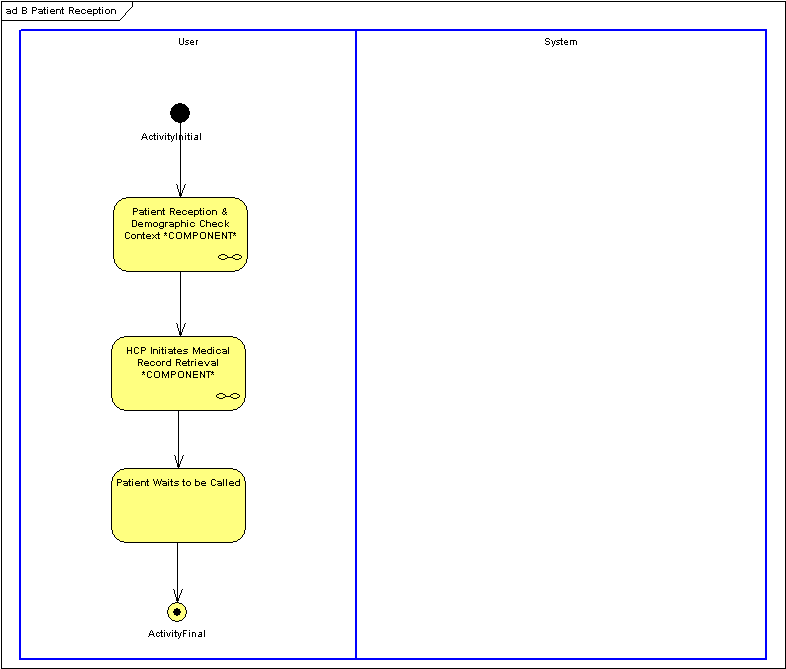 ad B Patient Reception
User
System
ActivityInitial
Patient Reception &
Demographic Check
Context *COMPONENT*
HCP Initiates Medical
Record Retrieval
*COMPONENT*
Patient Waits to be Called
ActivityFinal